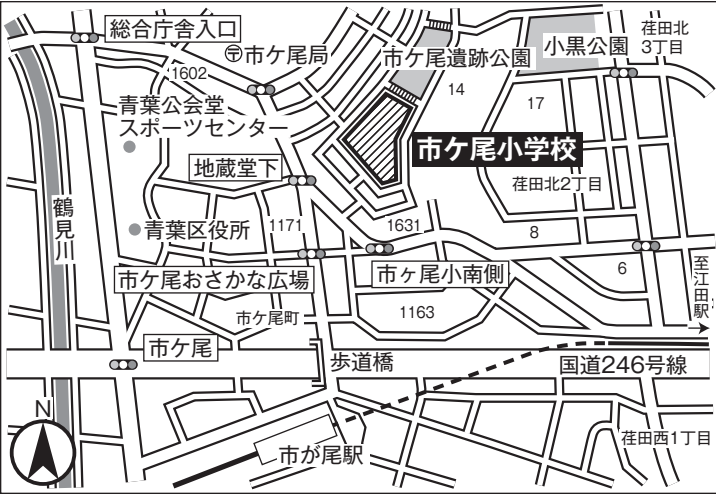 総合庁舎入口
〒市ケ尾局
市ケ尾遺跡公園
小黒公園
荏田北
3丁目
1602
14
17
青葉公会堂
スポーツセンター
市ケ尾小学校
地蔵堂下
荏田北2丁目
鶴見川
青葉区役所
1171
1631
8
6
市ケ尾おさかな広場
市ヶ尾小南側
至江田駅
→
市ケ尾町
1163
市ケ尾
歩道橋
国道246号線
N
市が尾駅
荏田西1丁目